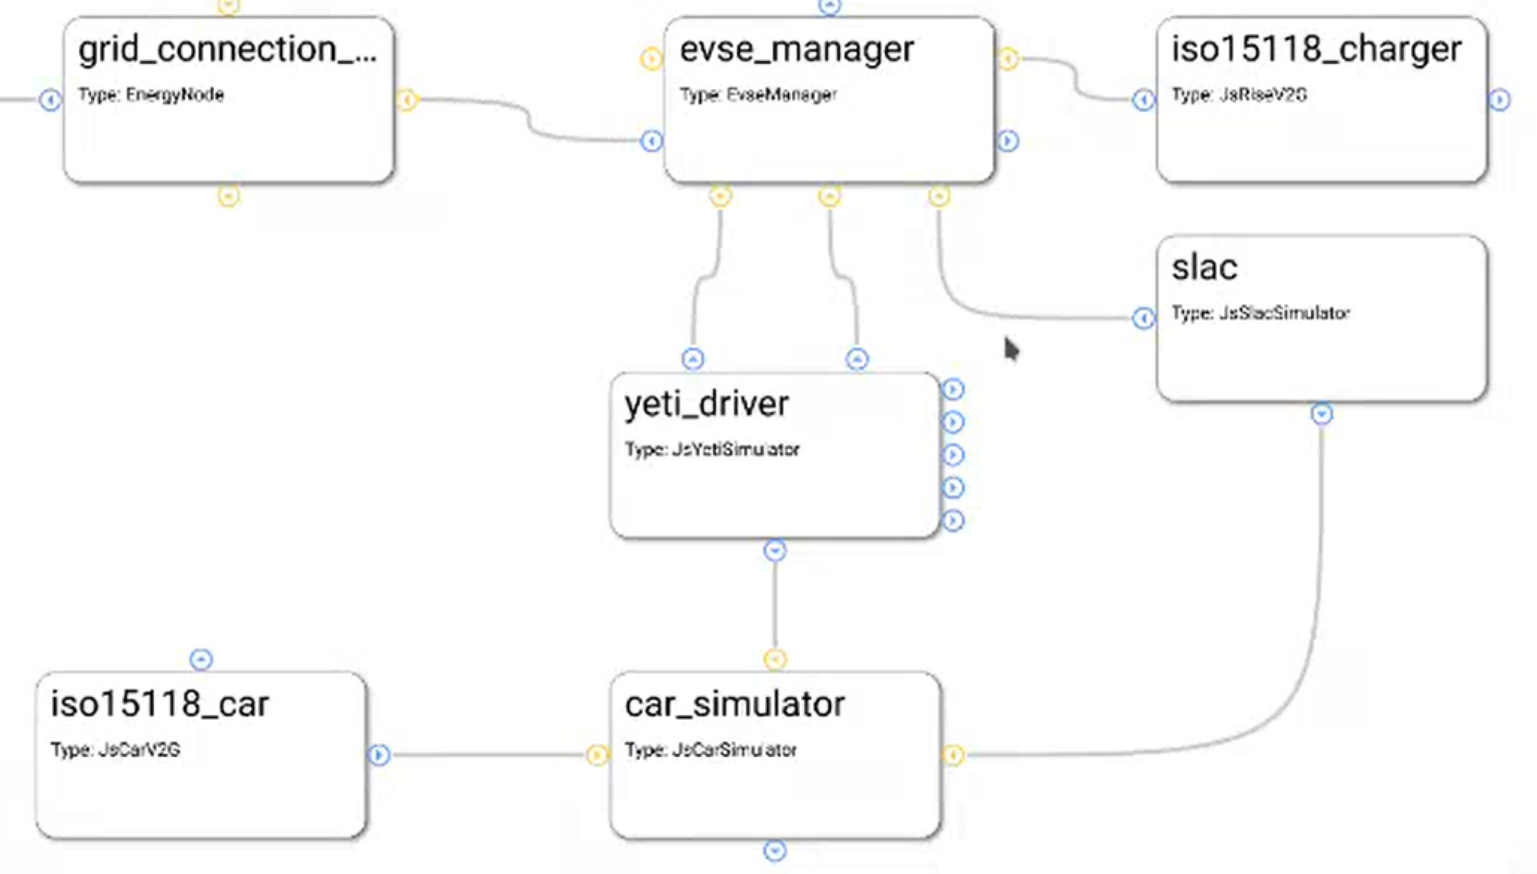 grid_connection_...
Type: EnergyNode
evse_manager
Type: EvseManager
iso15118_charger
Type: JsRiseV2G
slac
Type: JsSlacSimulator
yeti_driver
Type: JsYetiSimulator
iso15118_car
Type: JsCarV2G
car_simulator
Type: JsCarSimulator